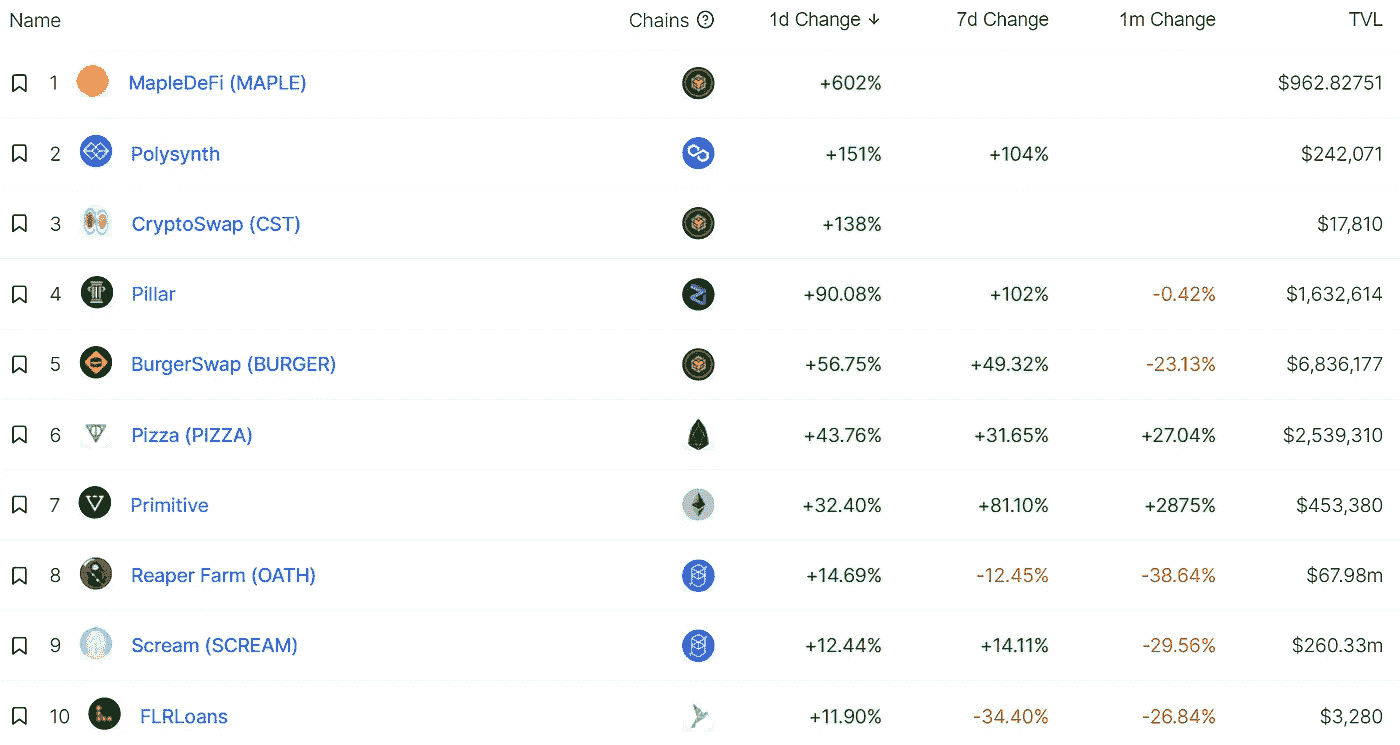 Name Chains ? 1d Change ↓ 7d Change 1m Change TVL
1 MapleDeFi (MAPLE) +602% $962.82751
2 Polysynth +151% +104% $242,071
3 CryptoSwap (CST) +138% $17,810
4 Pillar +90.08% +102% -0.42% $1,632,614
5 BurgerSwap (BURGER) +56.75% +49.32% -23.13% $6,836,177
6 Pizza (PIZZA) +43.76% +31.65% +27.04% $2,539,310
7 Primitive +32.40% +81.10% +2875% $453,380
8 Reaper Farm (OATH) +14.69% -12.45% -38.64% $67.98m
9 Scream (SCREAM) +12.44% +14.11% -29.56% $260.33m
10 FLRLoans +11.90% -34.40% -26.84% $3,280